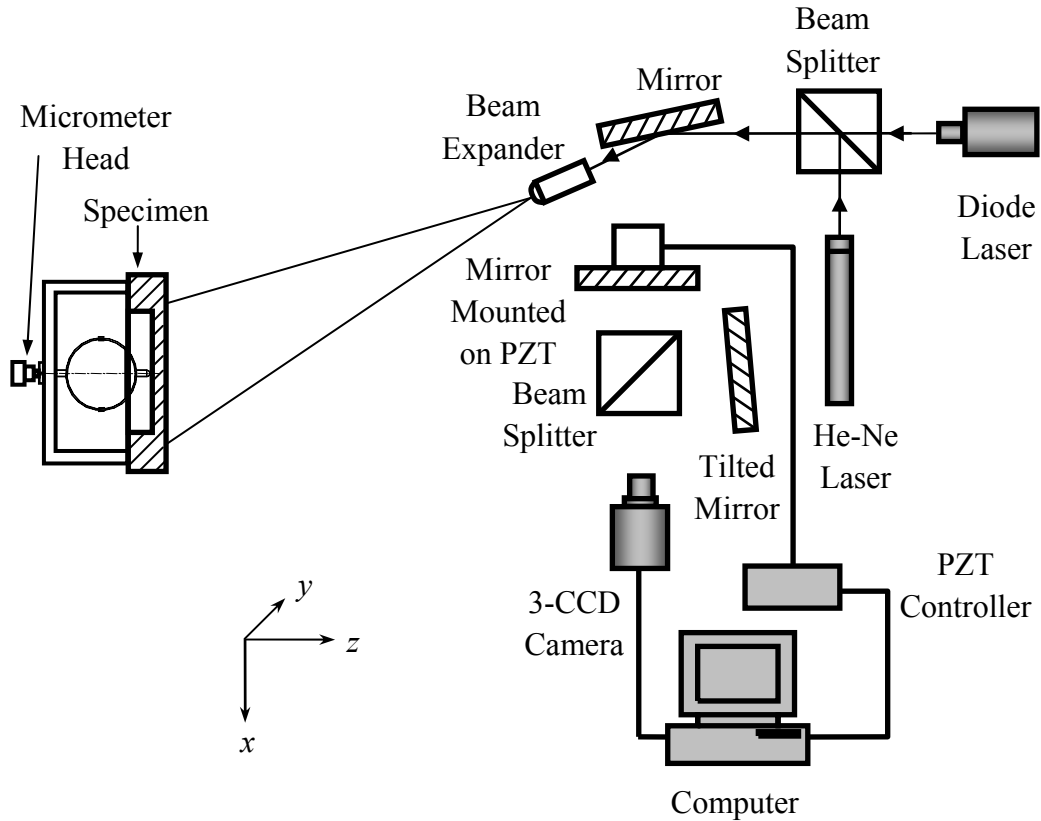 Beam
Splitter
Mirror
Beam
Expander
Micrometer
Head
Specimen
Diode
Laser
Mirror
Mounted
on PZT
Beam
Splitter
Tilted
Mirror
He-Ne
Laser
3-CCD
Camera
PZT
Controller
y
z
x
Computer